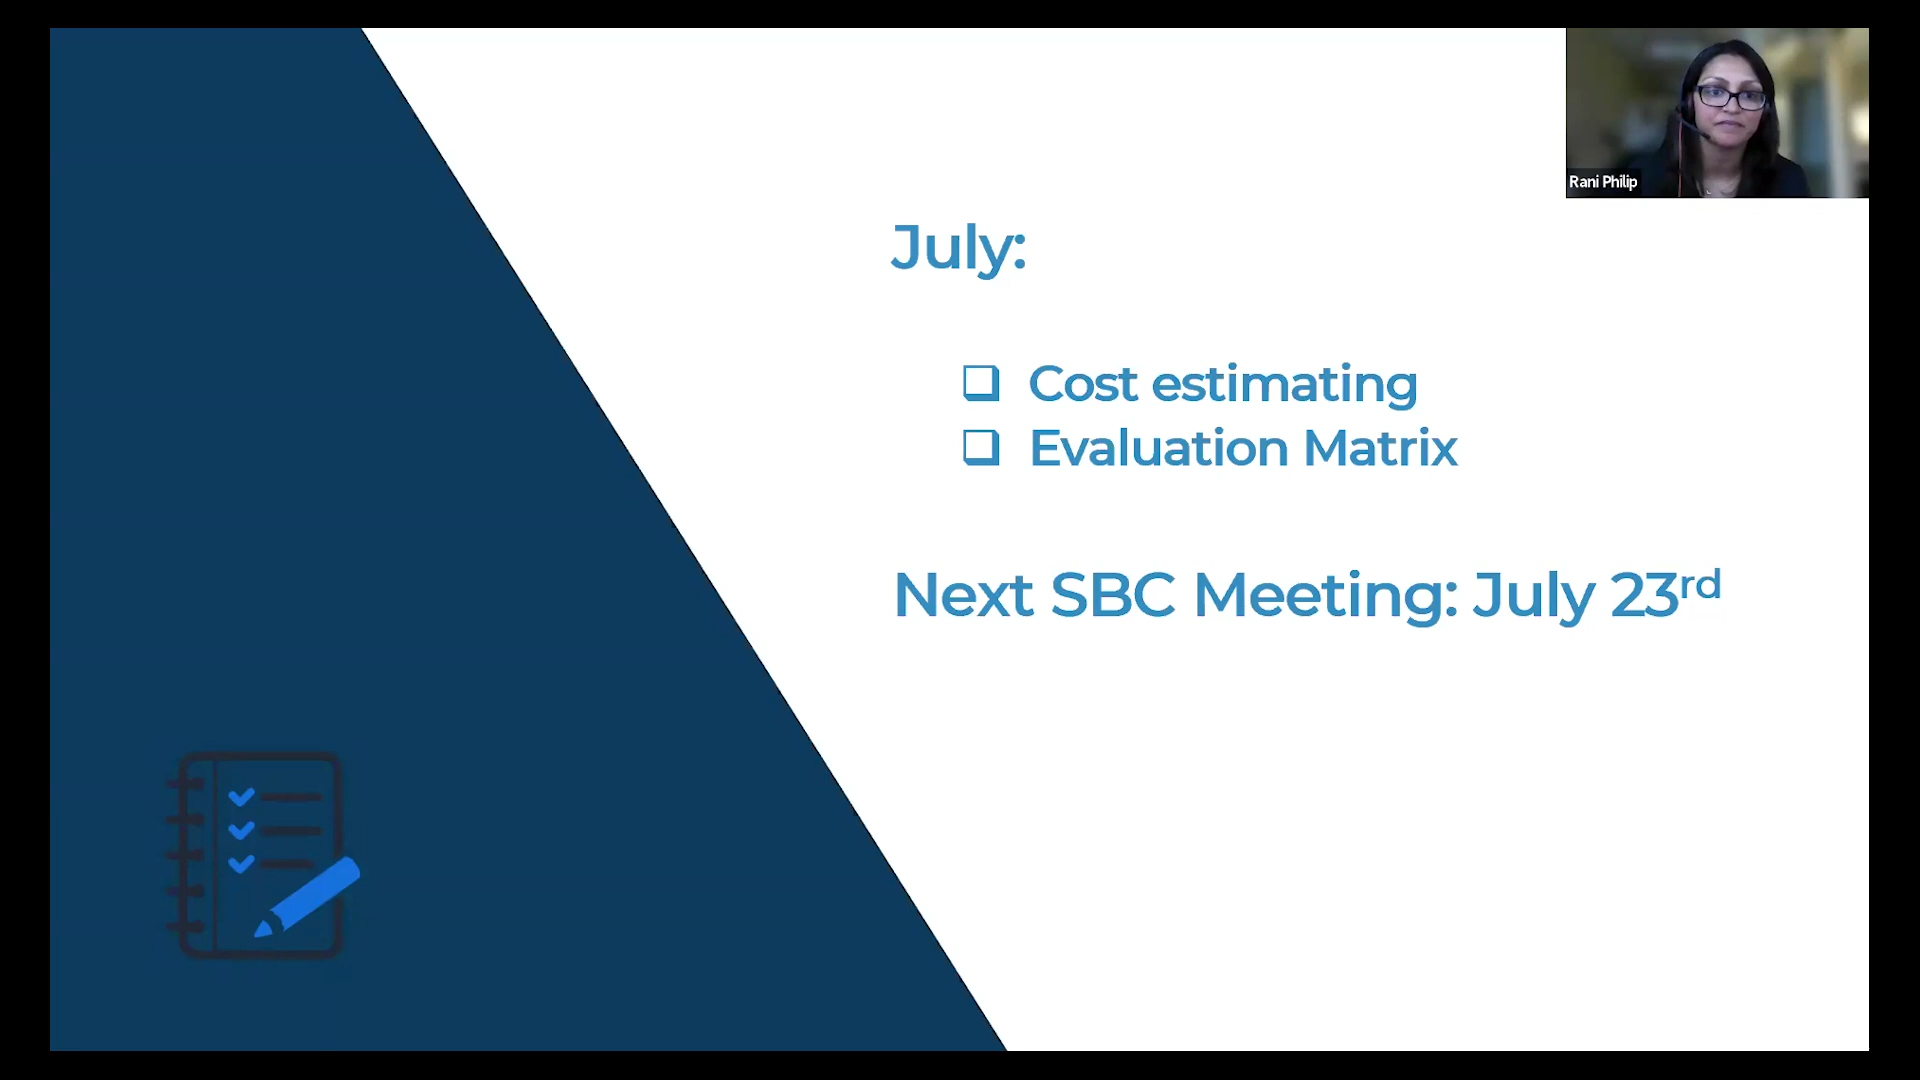 Rani Philip
July:
Cost estimating
Evaluation Matrix
Next SBC Meeting: July 23rd